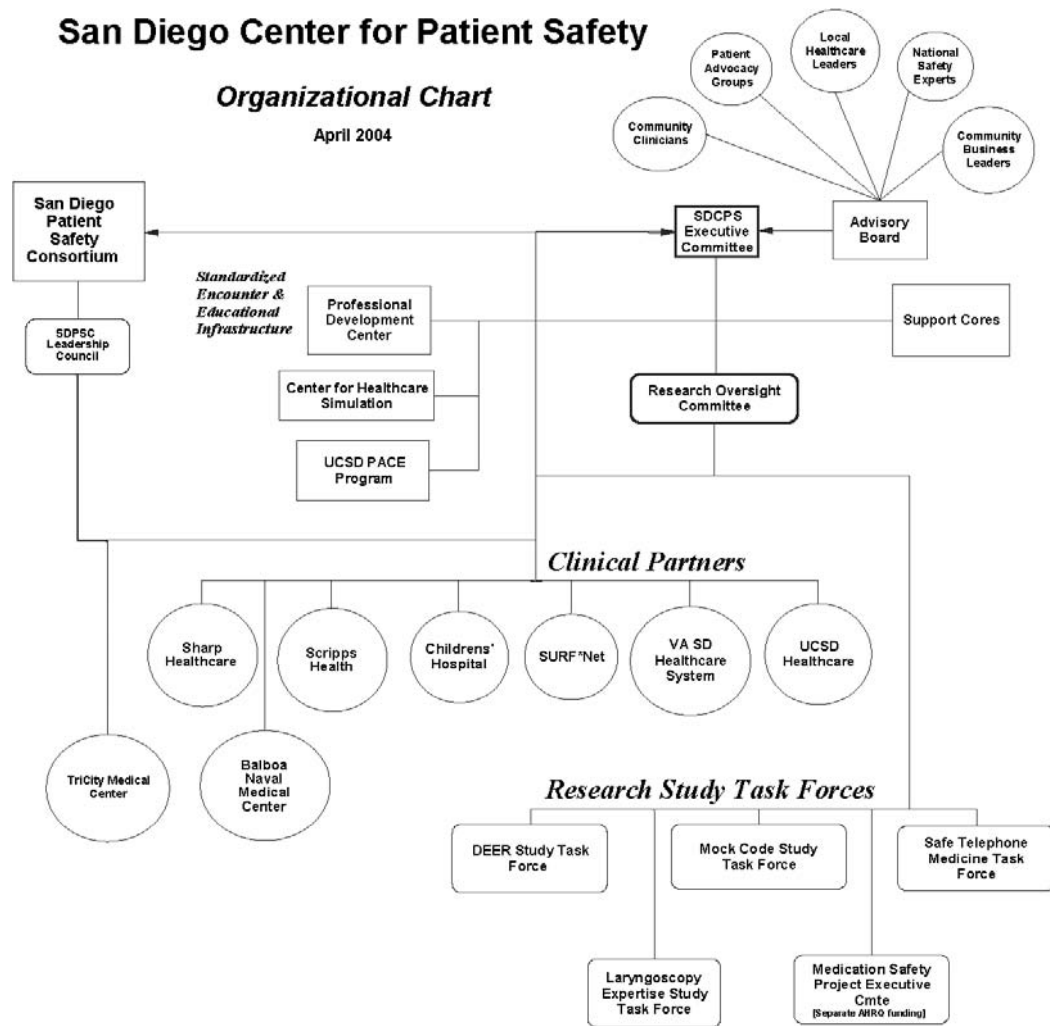 San Diego Center for Patient Safety
Organizational Chart
April 2004
Community
Clinicians
Patient
Advocacy
Groups
Local
Healthcare
Leaders
National
Safety
Experts
Community
Business
Leaders
San Diego
Patient
Safety
Consortium
SDCPS
Executive
Committee
Advisory
Board
Standardized
Encounter &
Educational
Infrastructure
Professional
Development
Center
Support Cores
SDPSC
Leadership
Council
Center for Healthcare
Simulation
Research Oversight
Committee
UCSD PACE
Program
Clinical Partners
Sharp
Healthcare
Scripps
Health
Childrens'
Hospital
SURF*Net
VA SD
Healthcare
System
UCSD
Healthcare
TriCity Medical
Center
Balboa
Naval
Medical
Center
Research Study Task Forces
DEER Study Task
Force
Mock Code Study
Task Force
Safe Telephone
Medicine Task
Force
Laryngoscopy
Expertise Study
Task Force
Medication Safety
Project Executive
Cmte
[Separate AHRQ funding]